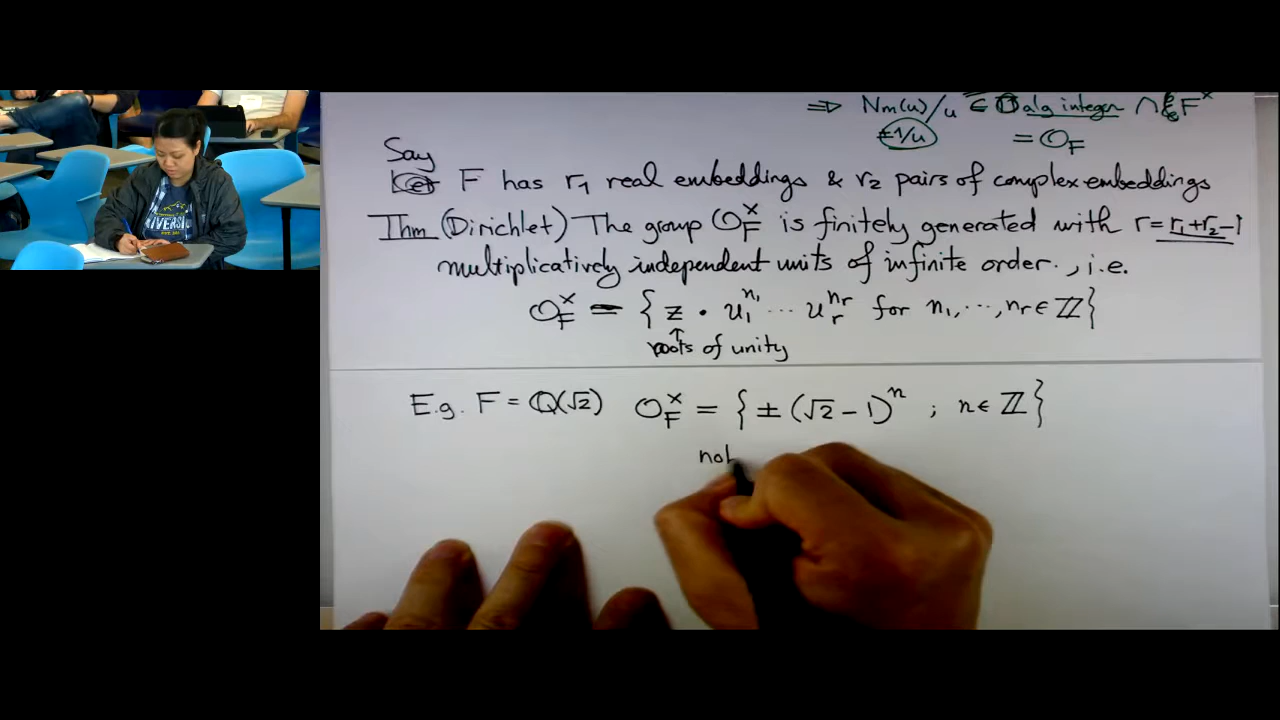 ⇒ Nm(u)/u ∈ alg integer ∩ F^×
±1/u = O_F
Say
F has r₁ real embeddings & r₂ pairs of complex embeddings
Thm (Dirichlet) The group O_F^× is finitely generated with r = r₁+r₂-1
multiplicatively independent units of infinite order., i.e.
O_F^× = { z · u₁^{n₁} ⋯ u_r^{n_r} for n₁, ⋯, n_r ∈ ℤ }
↑
roots of unity
E.g. F = ℚ(√2) O_F^× = { ± (√2 - 1)^n ; n ∈ ℤ }
not